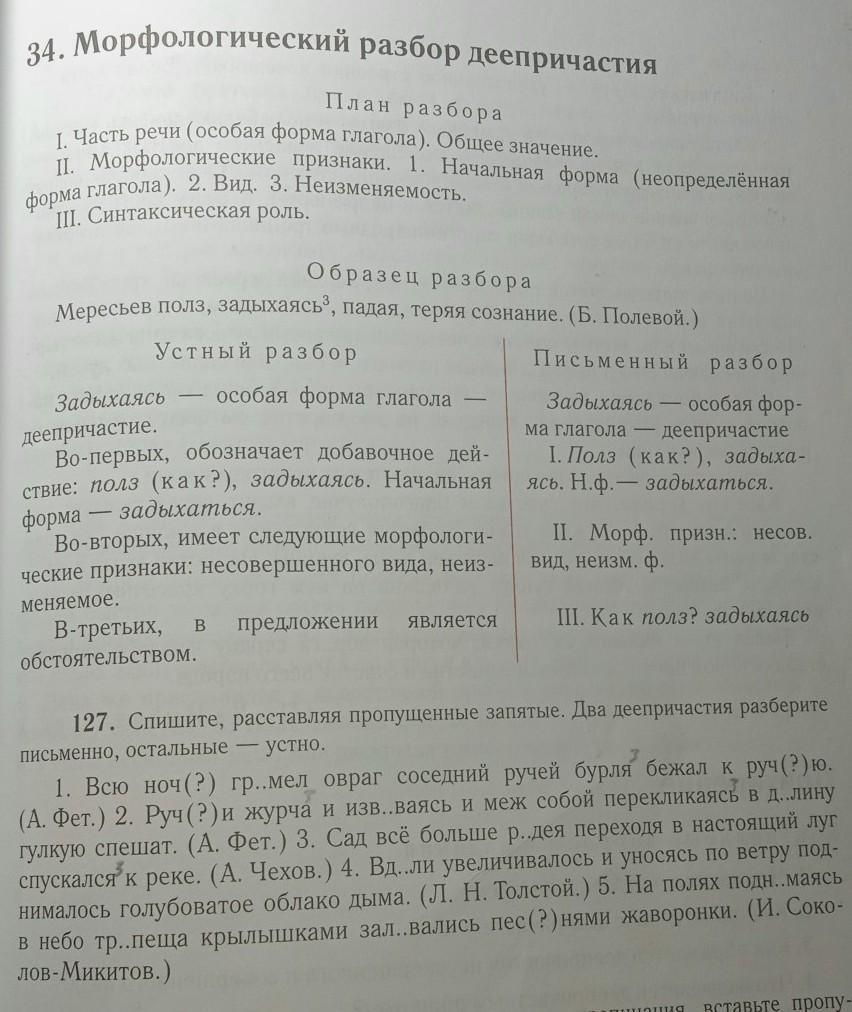 34. Морфологический разбор деепричастия
План разбора
I. Часть речи (особая форма глагола). Общее значение.
II. Морфологические признаки. 1. Начальная форма (неопределённая
форма глагола). 2. Вид. 3. Неизменяемость.
III. Синтаксическая роль.
Образец разбора
Мересьев полз, задыхаясь³, падая, теряя сознание. (Б. Полевой.)
Устный разбор
Задыхаясь — особая форма глагола —
деепричастие.
Во-первых, обозначает добавочное дей-
ствие: полз (как?), задыхаясь. Начальная
форма — задыхаться.
Во-вторых, имеет следующие морфологи-
ческие признаки: несовершенного вида, неиз-
меняемое.
В-третьих, в предложении является
обстоятельством.
Письменный разбор
Задыхаясь — особая фор-
ма глагола — деепричастие
I. Полз (как?), задыха-
ясь. Н.ф.— задыхаться.
II. Морф. призн.: несов.
вид, неизм. ф.
III. Как полз? задыхаясь
127. Спишите, расставляя пропущенные запятые. Два деепричастия разберите
письменно, остальные — устно.
1. Всю ноч(?) гр..мел овраг соседний ручей бурля³ бежал к руч(?)ю.
(А. Фет.) 2. Руч(?)и журча³ и изв..ваясь и меж собой перекликаясь³ в д..лину
гулкую спешат. (А. Фет.) 3. Сад всё больше р..дея переходя в настоящий луг
спускался³ к реке. (А. Чехов.) 4. Вд..ли увеличивалось и уносясь по ветру под-
нималось голубоватое облако дыма. (Л. Н. Толстой.) 5. На полях подн..маясь
в небо тр..пеща крылышками зал..вались пес(?)нями жаворонки. (И. Соко-
лов-Микитов.)
вставьте пропу-